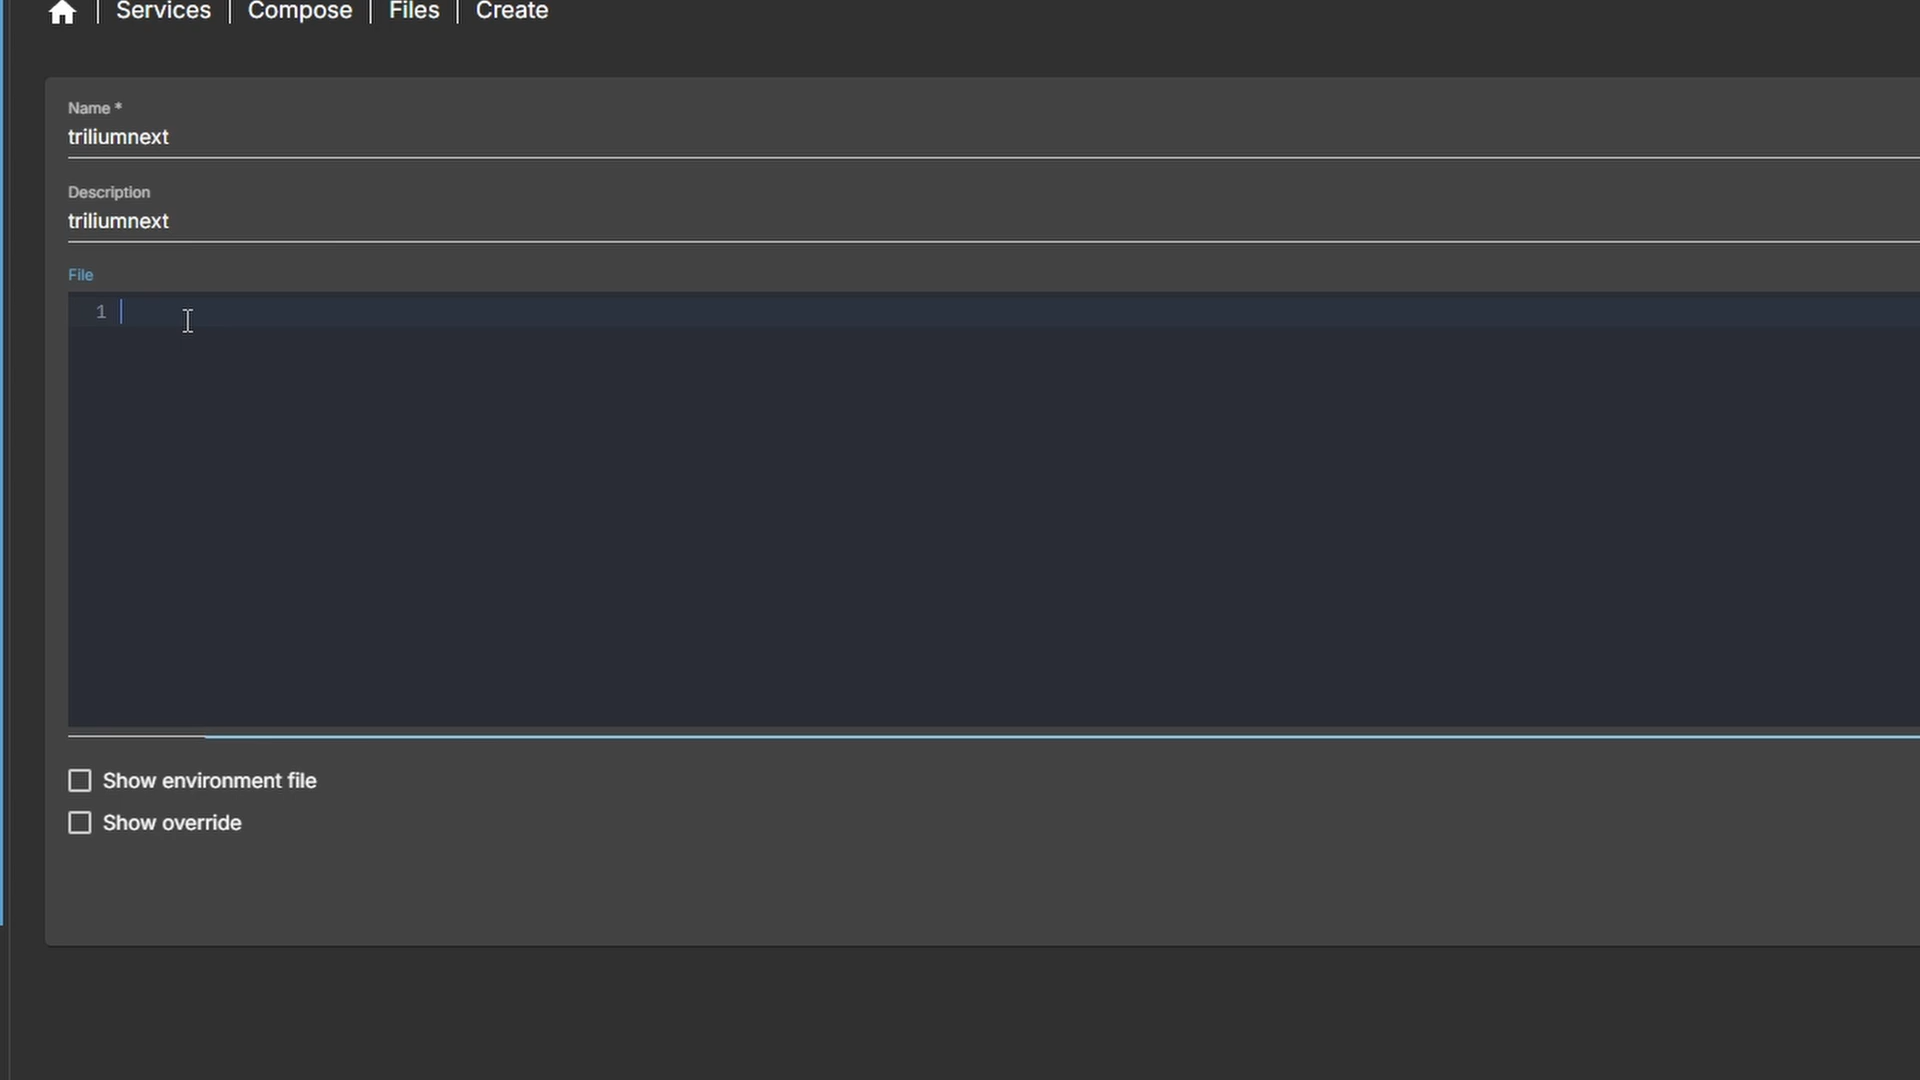 Services | Compose | Files | Create
Name *
triliumnext
Description
triliumnext
File
1
Show environment file
Show override